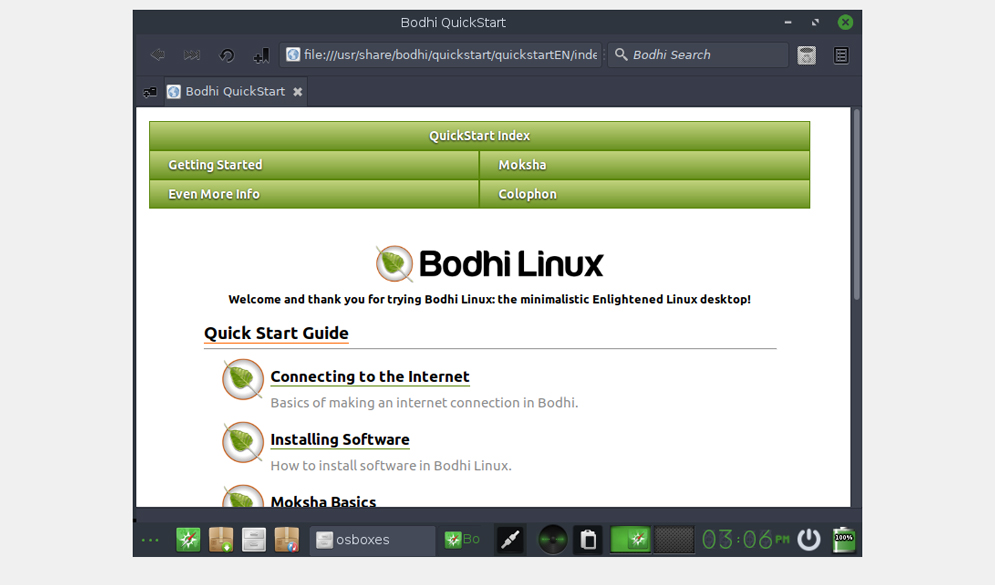 Bodhi QuickStart
file:///usr/share/bodhi/quickstart/quickstartEN/inde
Bodhi Search
Bodhi QuickStart
QuickStart Index
Getting Started
Moksha
Even More Info
Colophon
Bodhi Linux
Welcome and thank you for trying Bodhi Linux: the minimalistic Enlightened Linux desktop!
Quick Start Guide
Connecting to the Internet
Basics of making an internet connection in Bodhi.
Installing Software
How to install software in Bodhi Linux.
Moksha Basics
osboxes
Bo
03:06 PM
100%